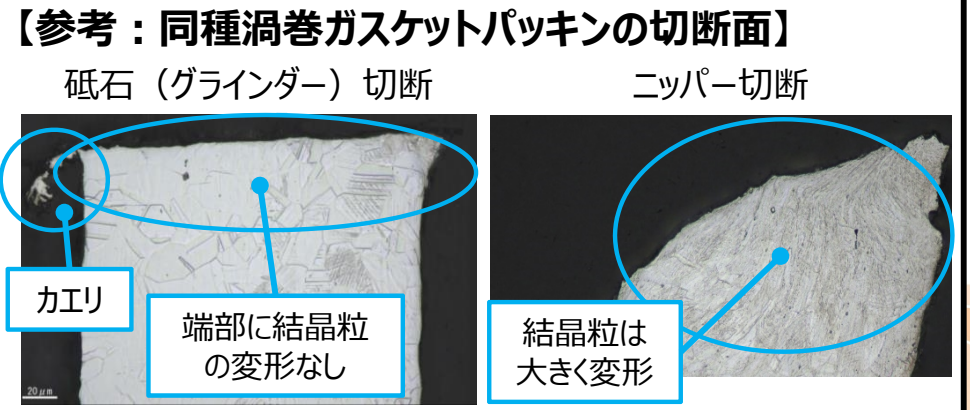 【参考：同種渦巻ガスケットパッキンの切断面】
砥石（グラインダー）切断
ニッパー切断
カエリ
端部に結晶粒
の変形なし
結晶粒は
大きく変形
20μm